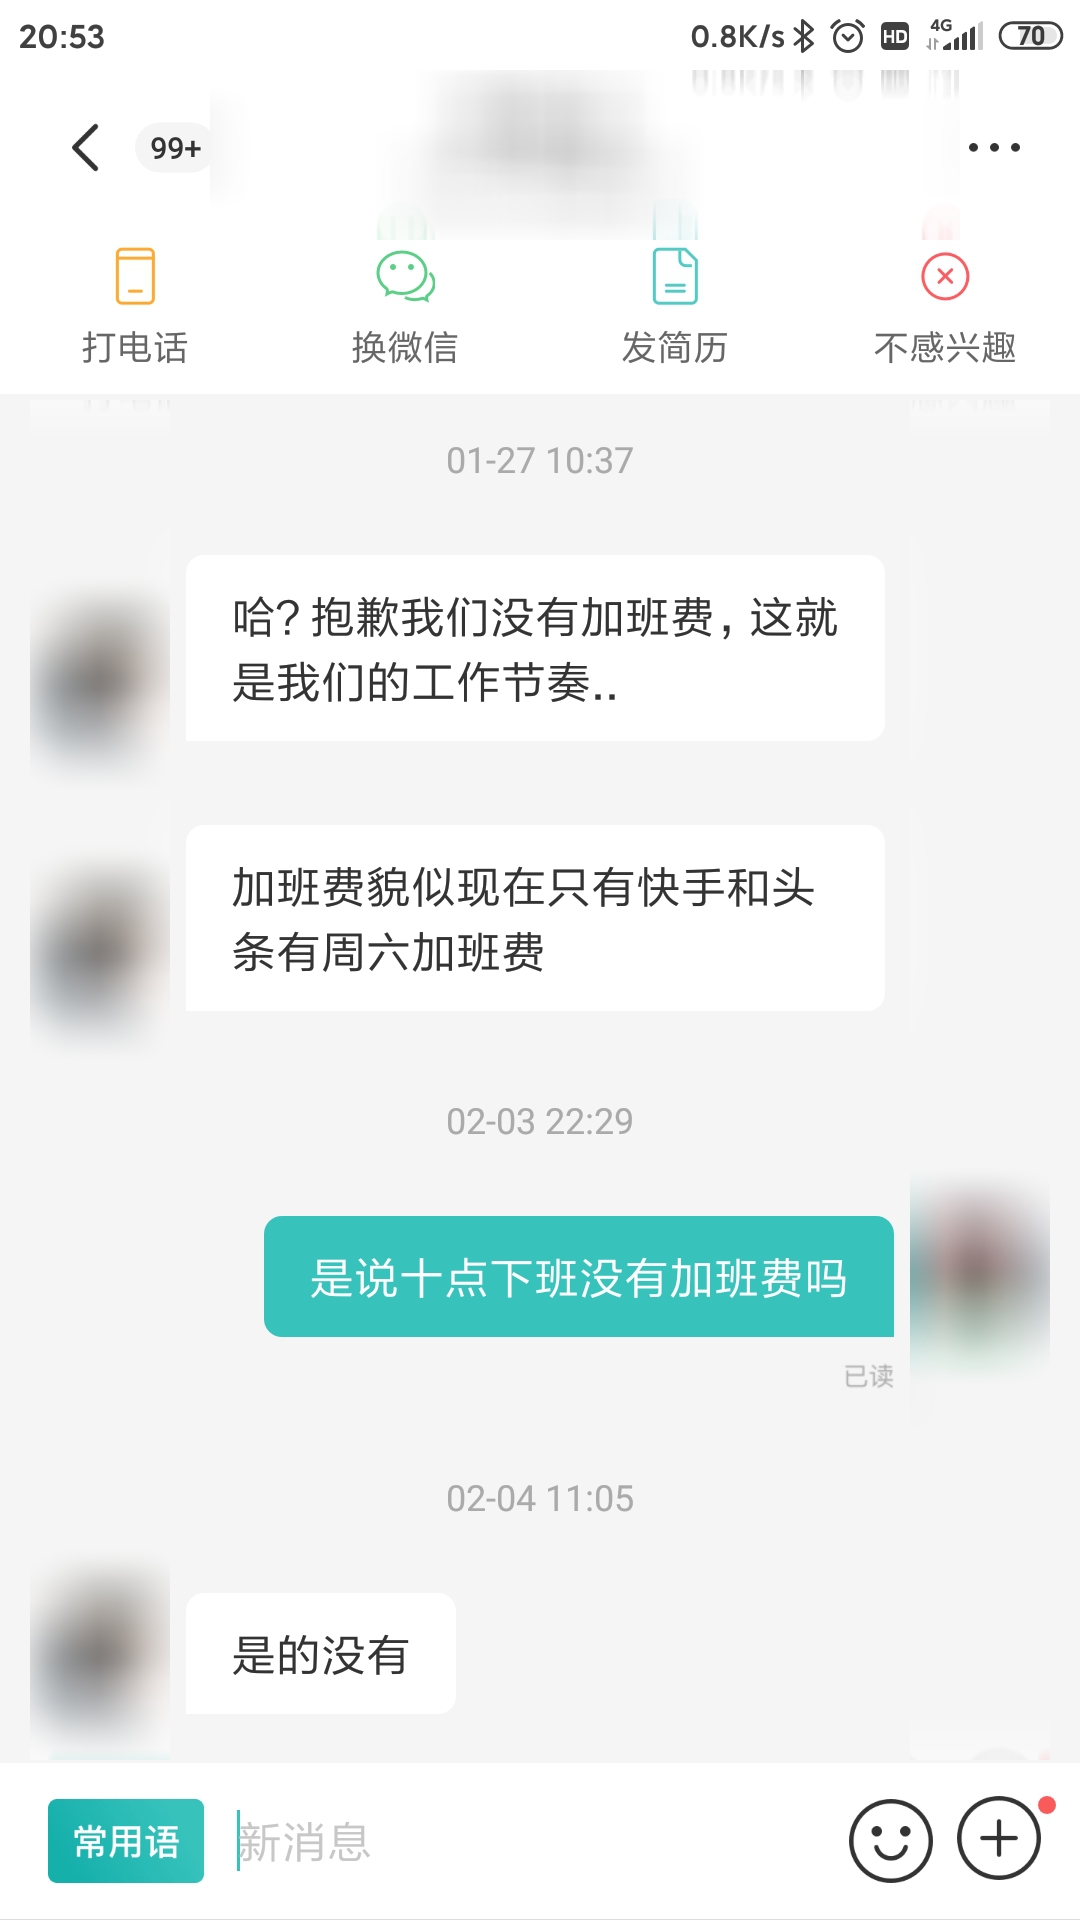 20:53
0.8K/s HD 4G 70
99+
打电话 换微信 发简历 不感兴趣
01-27 10:37
哈?抱歉我们没有加班费,这就
是我们的工作节奏..
加班费貌似现在只有快手和头
条有周六加班费
02-03 22:29
是说十点下班没有加班费吗
已读
02-04 11:05
是的没有
常用语 新消息